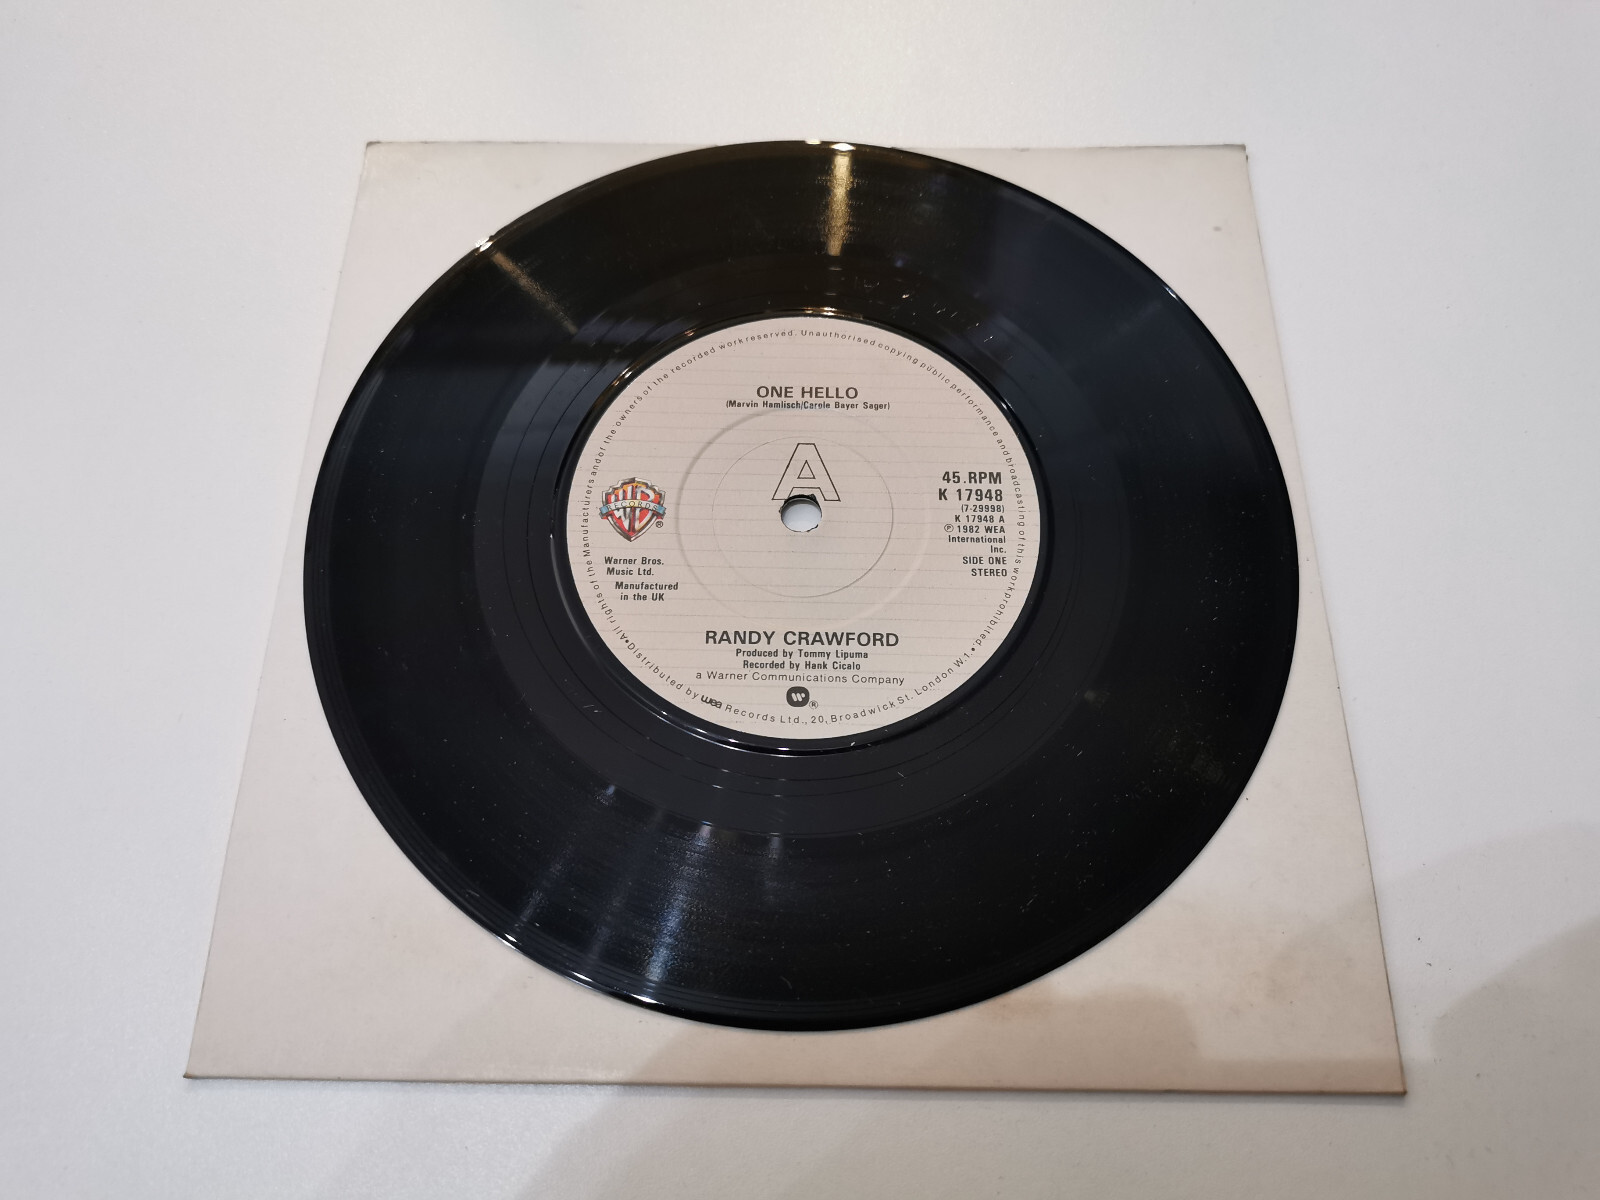 ONE HELLO
(Marvin Hamlisch/Carole Bayer Sager)
A
45.RPM
K 17948
(7-29998)
K 17948 A
℗ 1982 WEA
International
Inc.
SIDE ONE
STEREO
WB
RECORDS
®
Warner Bros.
Music Ltd.
Manufactured
in the UK
RANDY CRAWFORD
Produced by Tommy Lipuma
Recorded by Hank Cicalo
a Warner Communications Company
®
•All rights of the Manufacturers and of the owners of the recorded work reserved. Unauthorised copying public performance and broadcasting of this work prohibited.•
Distributed by wea Records Ltd., 20, Broadwick St. London W.1.